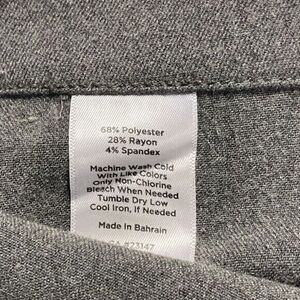 68% Polyester
28% Rayon
4% Spandex
Machine Wash Cold
With Like Colors
Only Non-Chlorine
Bleach When Needed
Tumble Dry Low
Cool Iron, If Needed
Made In Bahrain
#23147